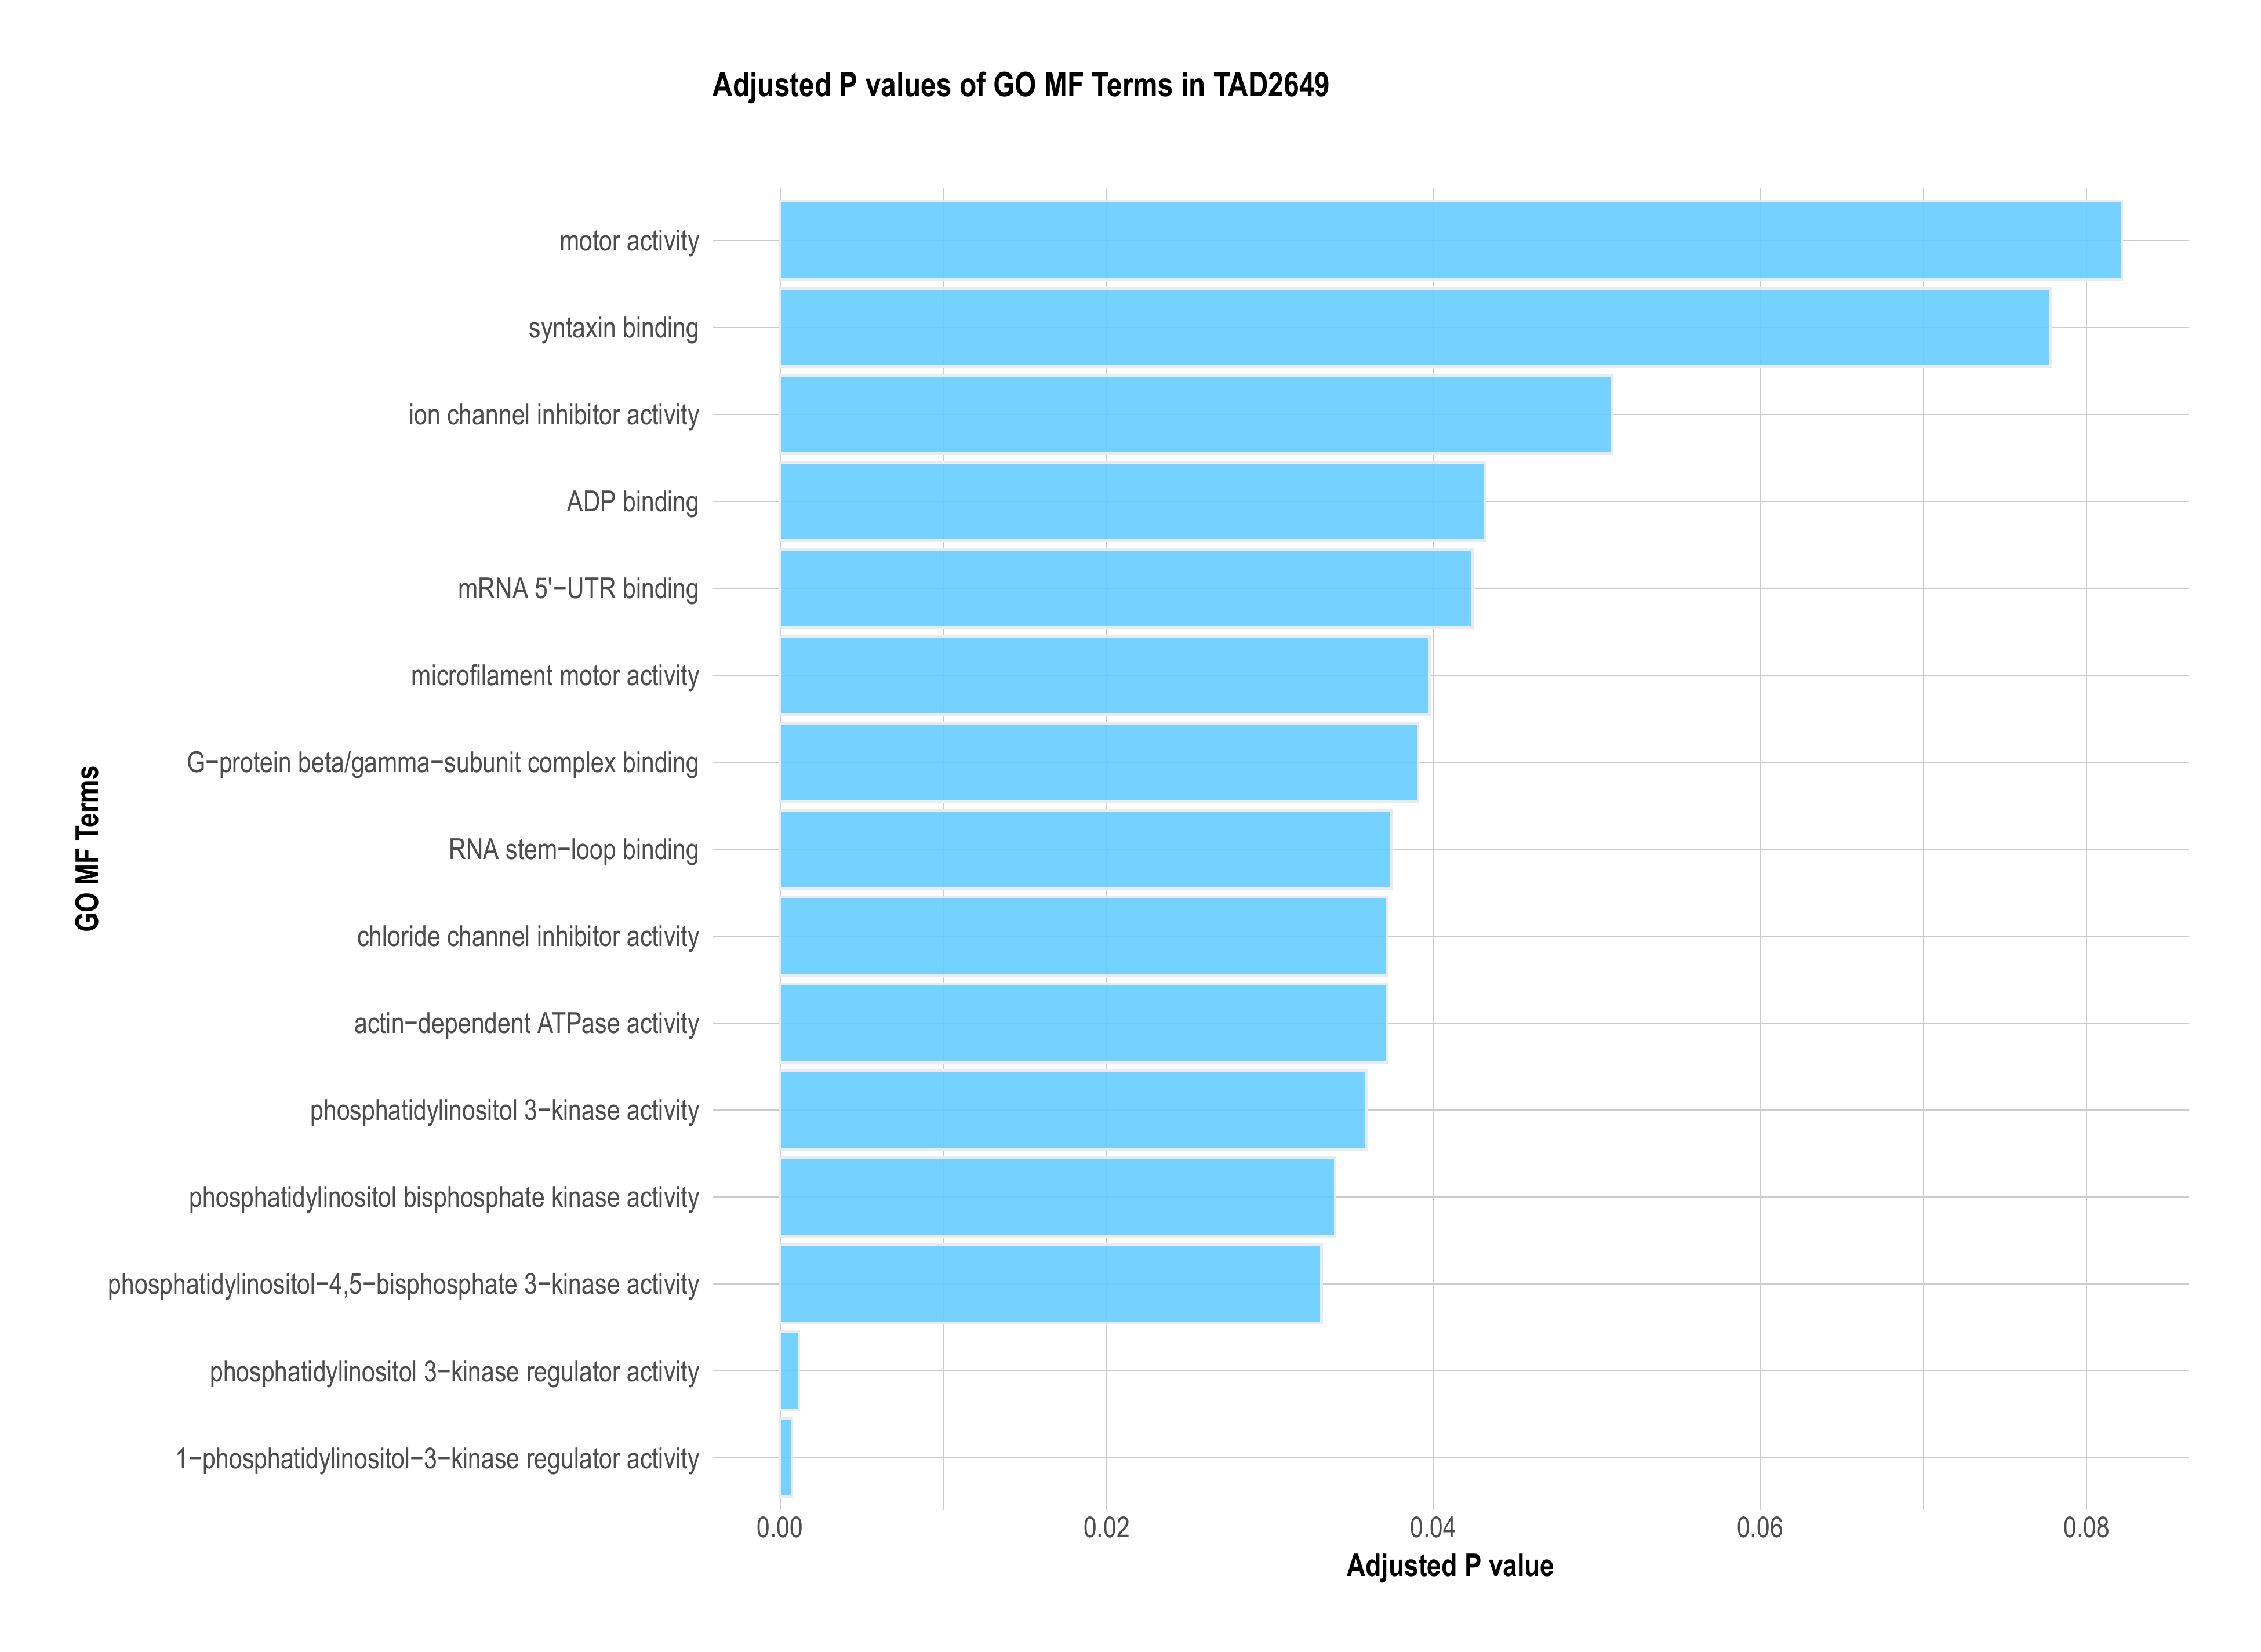 Adjusted P values of GO MF Terms in TAD2649
motor activity
syntaxin binding
ion channel inhibitor activity
ADP binding
mRNA 5'−UTR binding
microfilament motor activity
G−protein beta/gamma−subunit complex binding
RNA stem−loop binding
chloride channel inhibitor activity
actin−dependent ATPase activity
phosphatidylinositol 3−kinase activity
phosphatidylinositol bisphosphate kinase activity
phosphatidylinositol−4,5−bisphosphate 3−kinase activity
phosphatidylinositol 3−kinase regulator activity
1−phosphatidylinositol−3−kinase regulator activity
GO MF Terms
0.00 0.02 0.04 0.06 0.08
Adjusted P value